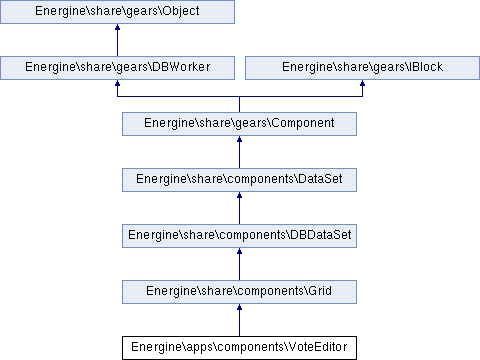 Energine\share\gears\Object
Energine\share\gears\DBWorker
Energine\share\gears\IBlock
Energine\share\gears\Component
Energine\share\components\DataSet
Energine\share\components\DBDataSet
Energine\share\components\Grid
Energine\apps\components\VoteEditor